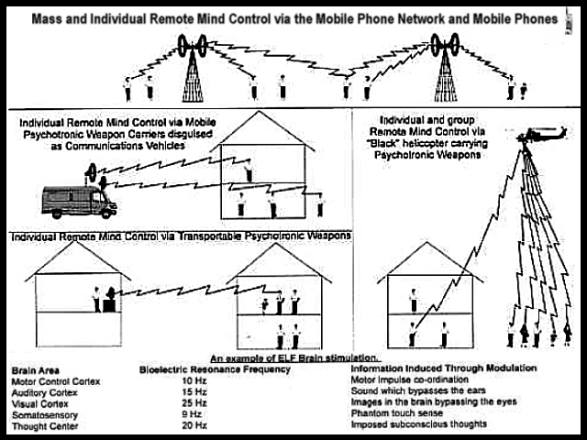 Mass and Individual Remote Mind Control via the Mobile Phone Network and Mobile Phones
Individual Remote Mind Control via Mobile
Psychotronic Weapon Carriers disguised
as Communications Vehicles
Individual and group
Remote Mind Control via
"Black" helicopter carrying
Psychotronic Weapons
Individual Remote Mind Control via Transportable Psychotronic Weapons
An example of ELF Brain stimulation.
Brain Area Bioelectric Resonance Frequency Information Induced Through Modulation
Motor Control Cortex 10 Hz Motor Impulse co-ordination
Auditory Cortex 15 Hz Sound which bypasses the ears
Visual Cortex 25 Hz Images in the brain bypassing the eyes
Somatosensory 9 Hz Phantom touch sense
Thought Center 20 Hz Imposed subconscious thoughts